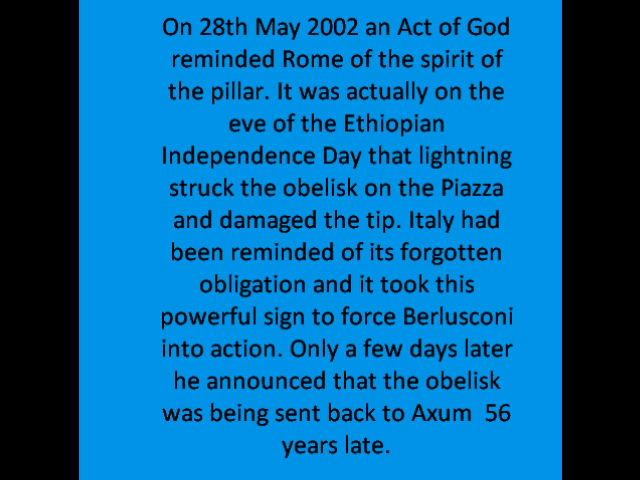 On 28th May 2002 an Act of God
reminded Rome of the spirit of
the pillar. It was actually on the
eve of the Ethiopian
Independence Day that lightning
struck the obelisk on the Piazza
and damaged the tip. Italy had
been reminded of its forgotten
obligation and it took this
powerful sign to force Berlusconi
into action. Only a few days later
he announced that the obelisk
was being sent back to Axum  56
years late.